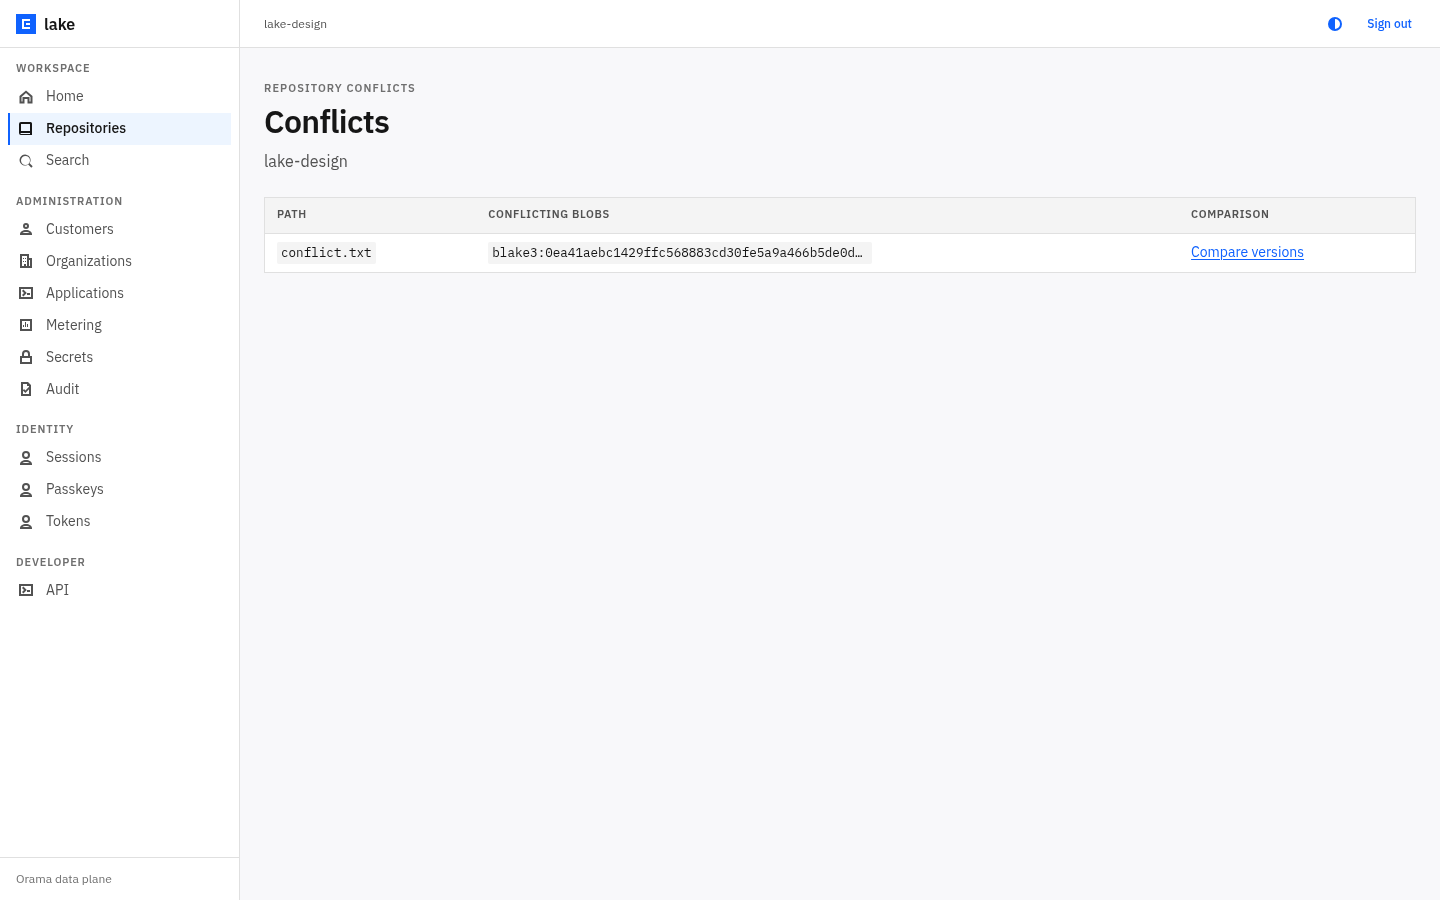 lake
lake-design
Sign out
WORKSPACE
Home
Repositories
Search
ADMINISTRATION
Customers
Organizations
Applications
Metering
Secrets
Audit
IDENTITY
Sessions
Passkeys
Tokens
DEVELOPER
API
Orama data plane
REPOSITORY CONFLICTS
Conflicts
lake-design
PATH CONFLICTING BLOBS COMPARISON
conflict.txt blake3:0ea41aebc1429ffc568883cd30fe5a9a466b5de0d… Compare versions